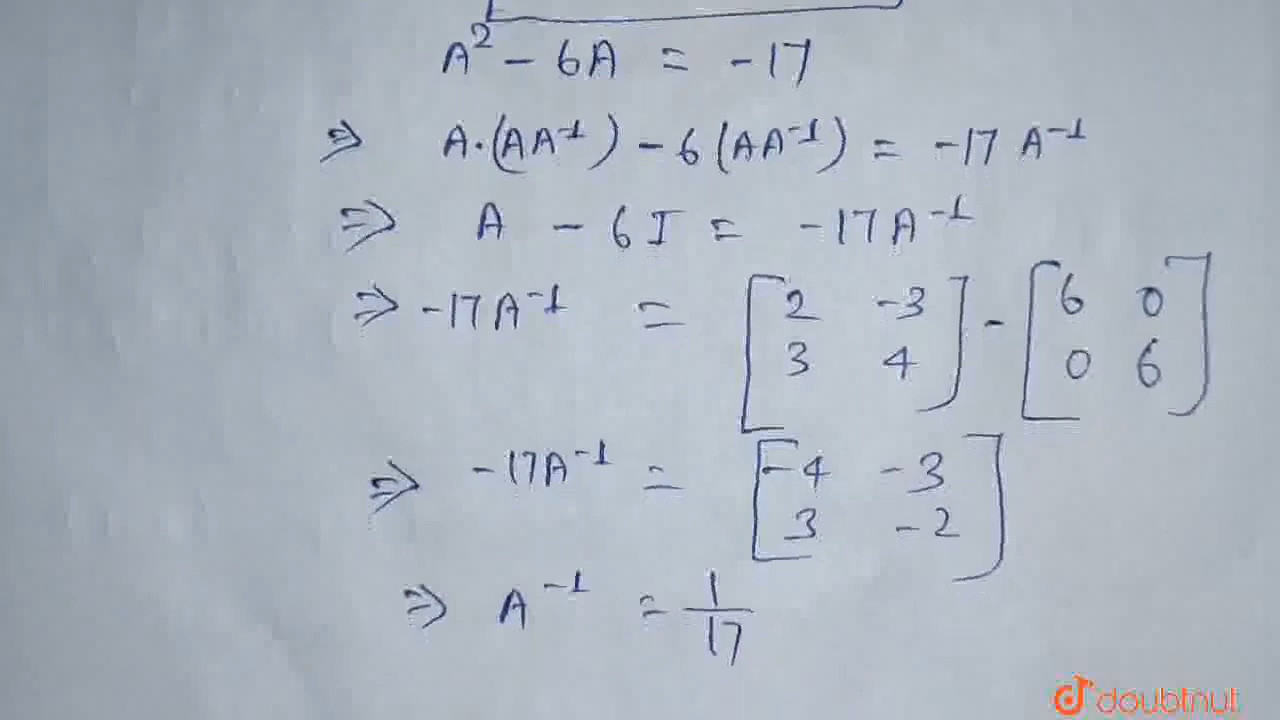 A² - 6A = -17
⇒ A·(AA⁻¹) - 6(AA⁻¹) = -17 A⁻¹
⇒ A - 6I = -17A⁻¹
⇒ -17A⁻¹ = [2 -3; 3 4] - [6 0; 0 6]
⇒ -17A⁻¹ = [-4 -3; 3 -2]
⇒ A⁻¹ = 1/17
doubtnut